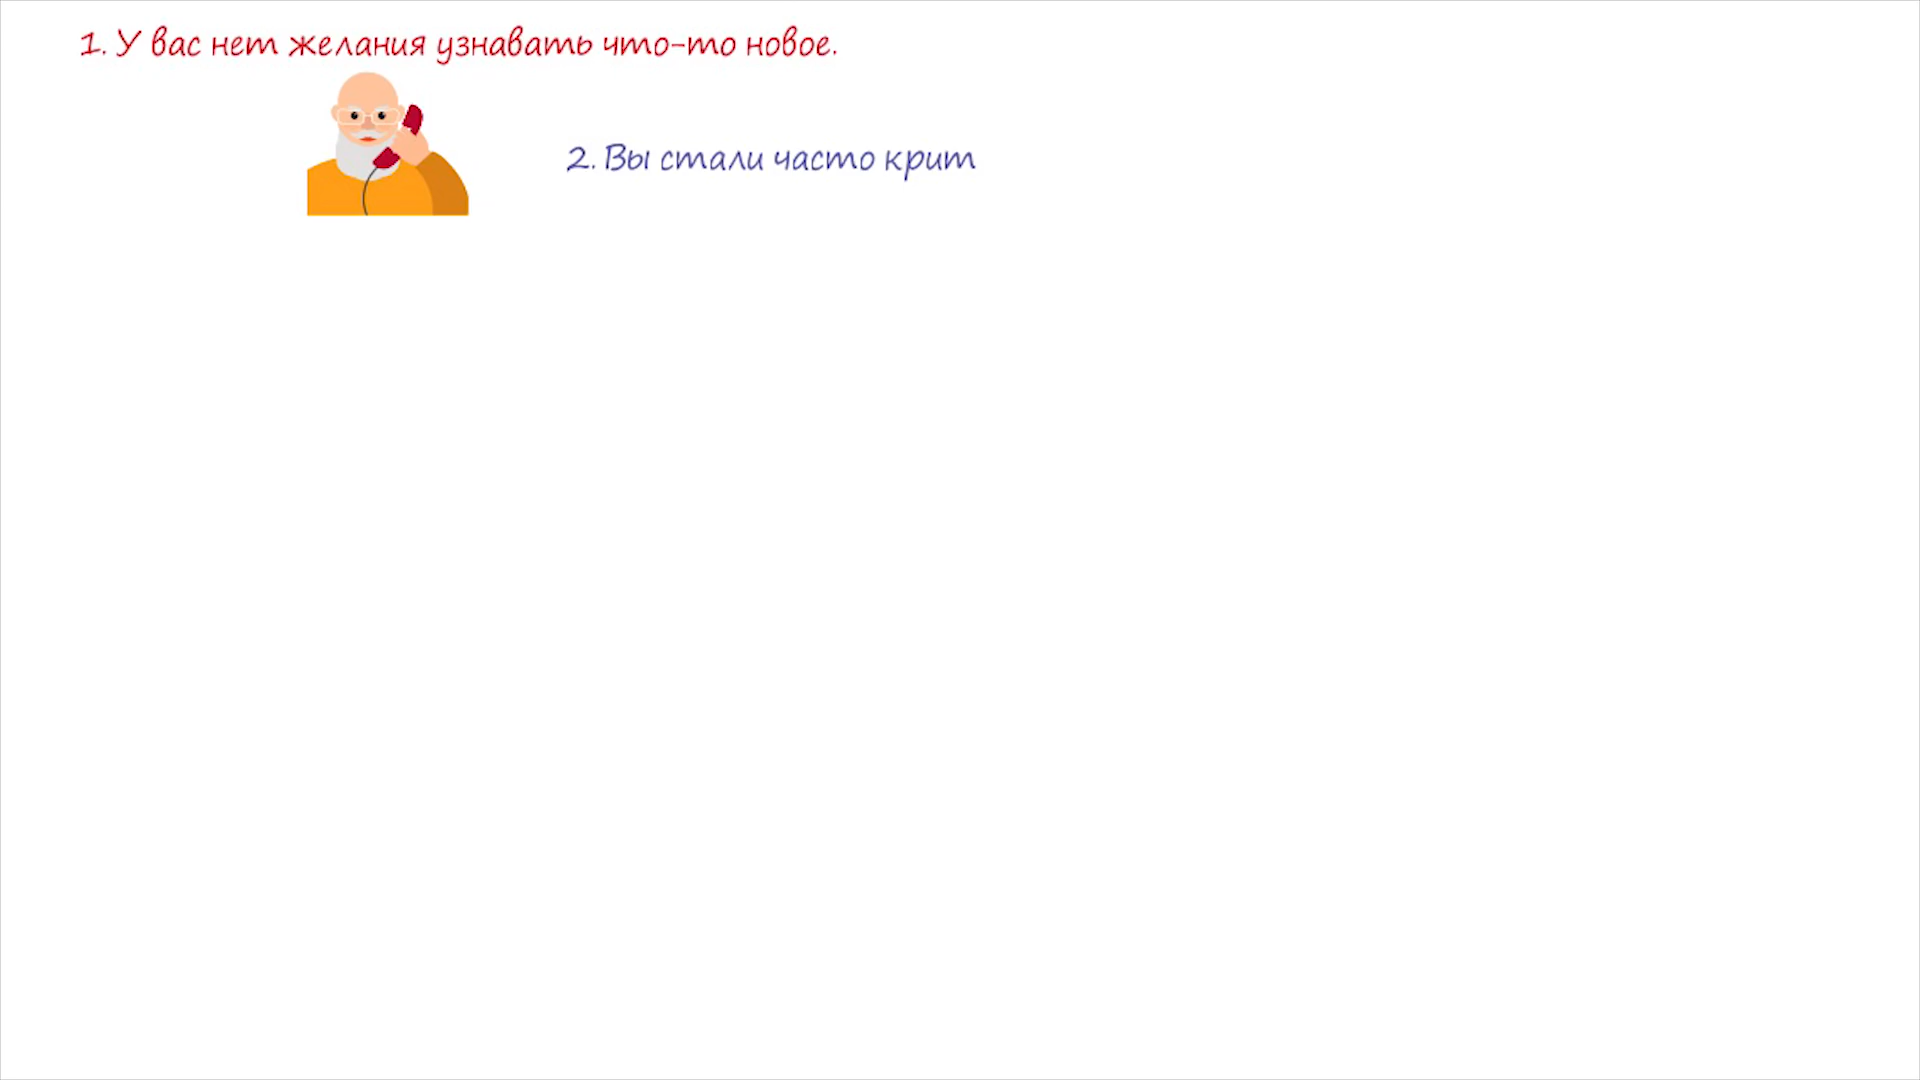 1. У вас нет желания узнавать что-то новое.
2. Вы стали часто крит